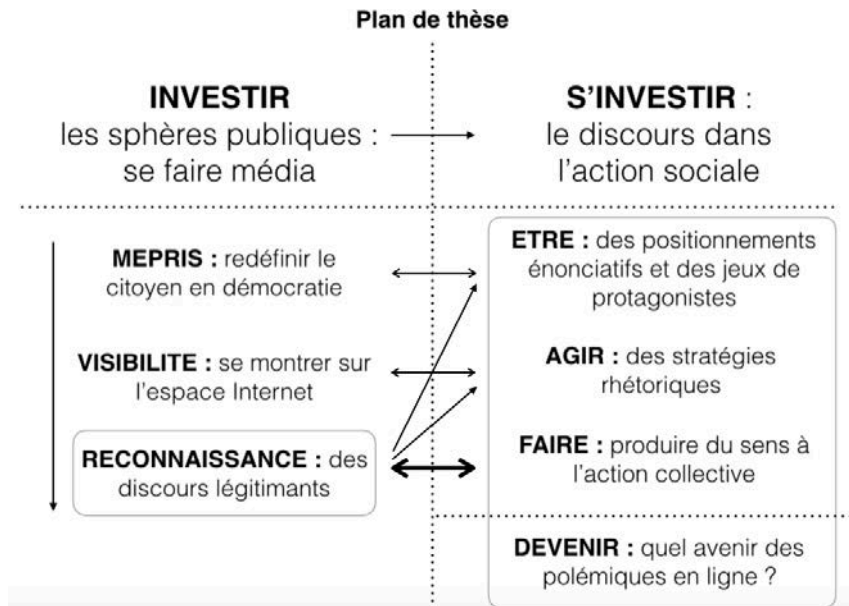 Plan de thèse
INVESTIR
les sphères publiques :
se faire média
S'INVESTIR :
le discours dans
l'action sociale
MEPRIS : redéfinir le
citoyen en démocratie
VISIBILITE : se montrer sur
l'espace Internet
RECONNAISSANCE : des
discours légitimants
ETRE : des positionnements
énonciatifs et des jeux de
protagonistes
AGIR : des stratégies
rhétoriques
FAIRE : produire du sens à
l'action collective
DEVENIR : quel avenir des
polémiques en ligne ?